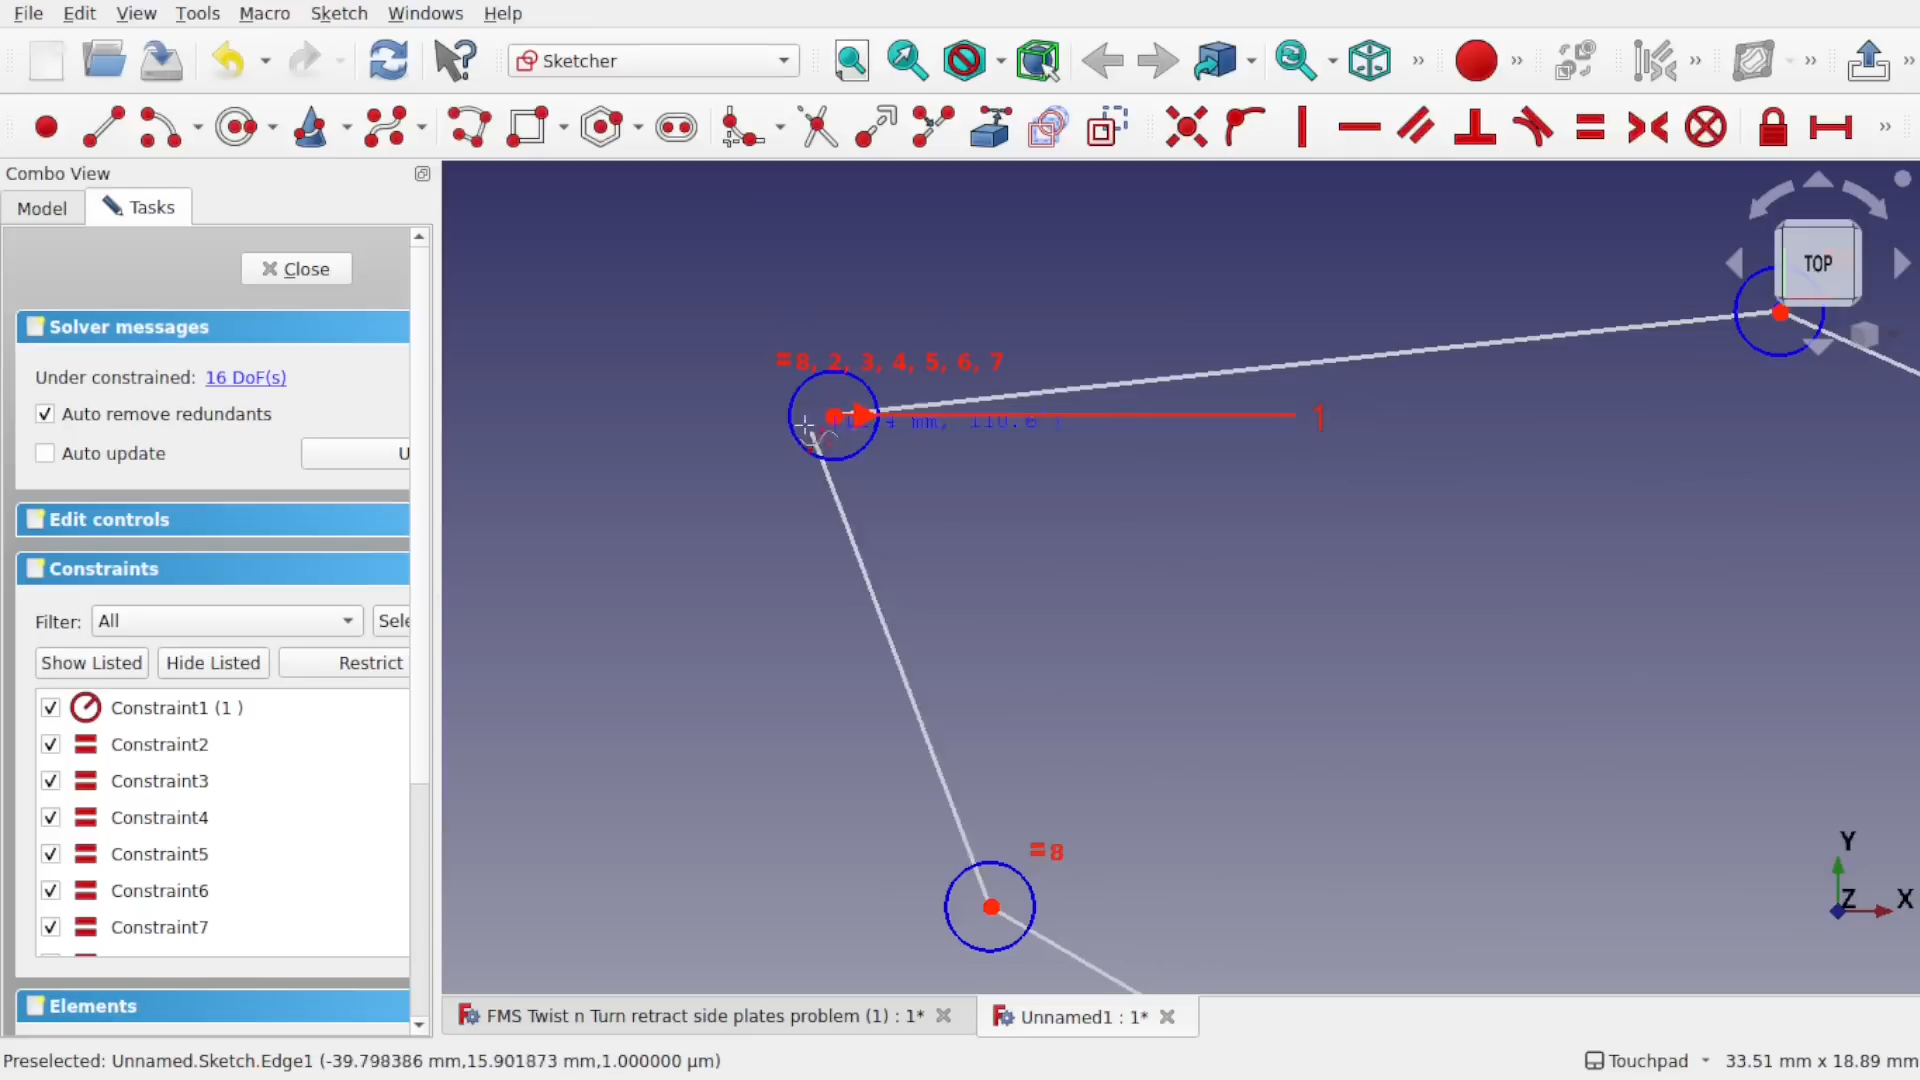 File Edit View Tools Macro Sketch Windows Help
Sketcher
Combo View
Model Tasks
Close
Solver messages
Under constrained: 16 DoF(s)
Auto remove redundants
Auto update U
Edit controls
Constraints
Filter: All Sele
Show Listed Hide Listed Restrict
Constraint1 (1 )
Constraint2
Constraint3
Constraint4
Constraint5
Constraint6
Constraint7
Elements
TOP
=8, 2, 3, 4, 5, 6, 7
1
=8
Y
Z X
FMS Twist n Turn retract side plates problem (1) : 1*
Unnamed1 : 1*
Preselected: Unnamed.Sketch.Edge1 (-39.798386 mm,15.901873 mm,1.000000 µm)
Touchpad 33.51 mm x 18.89 mm